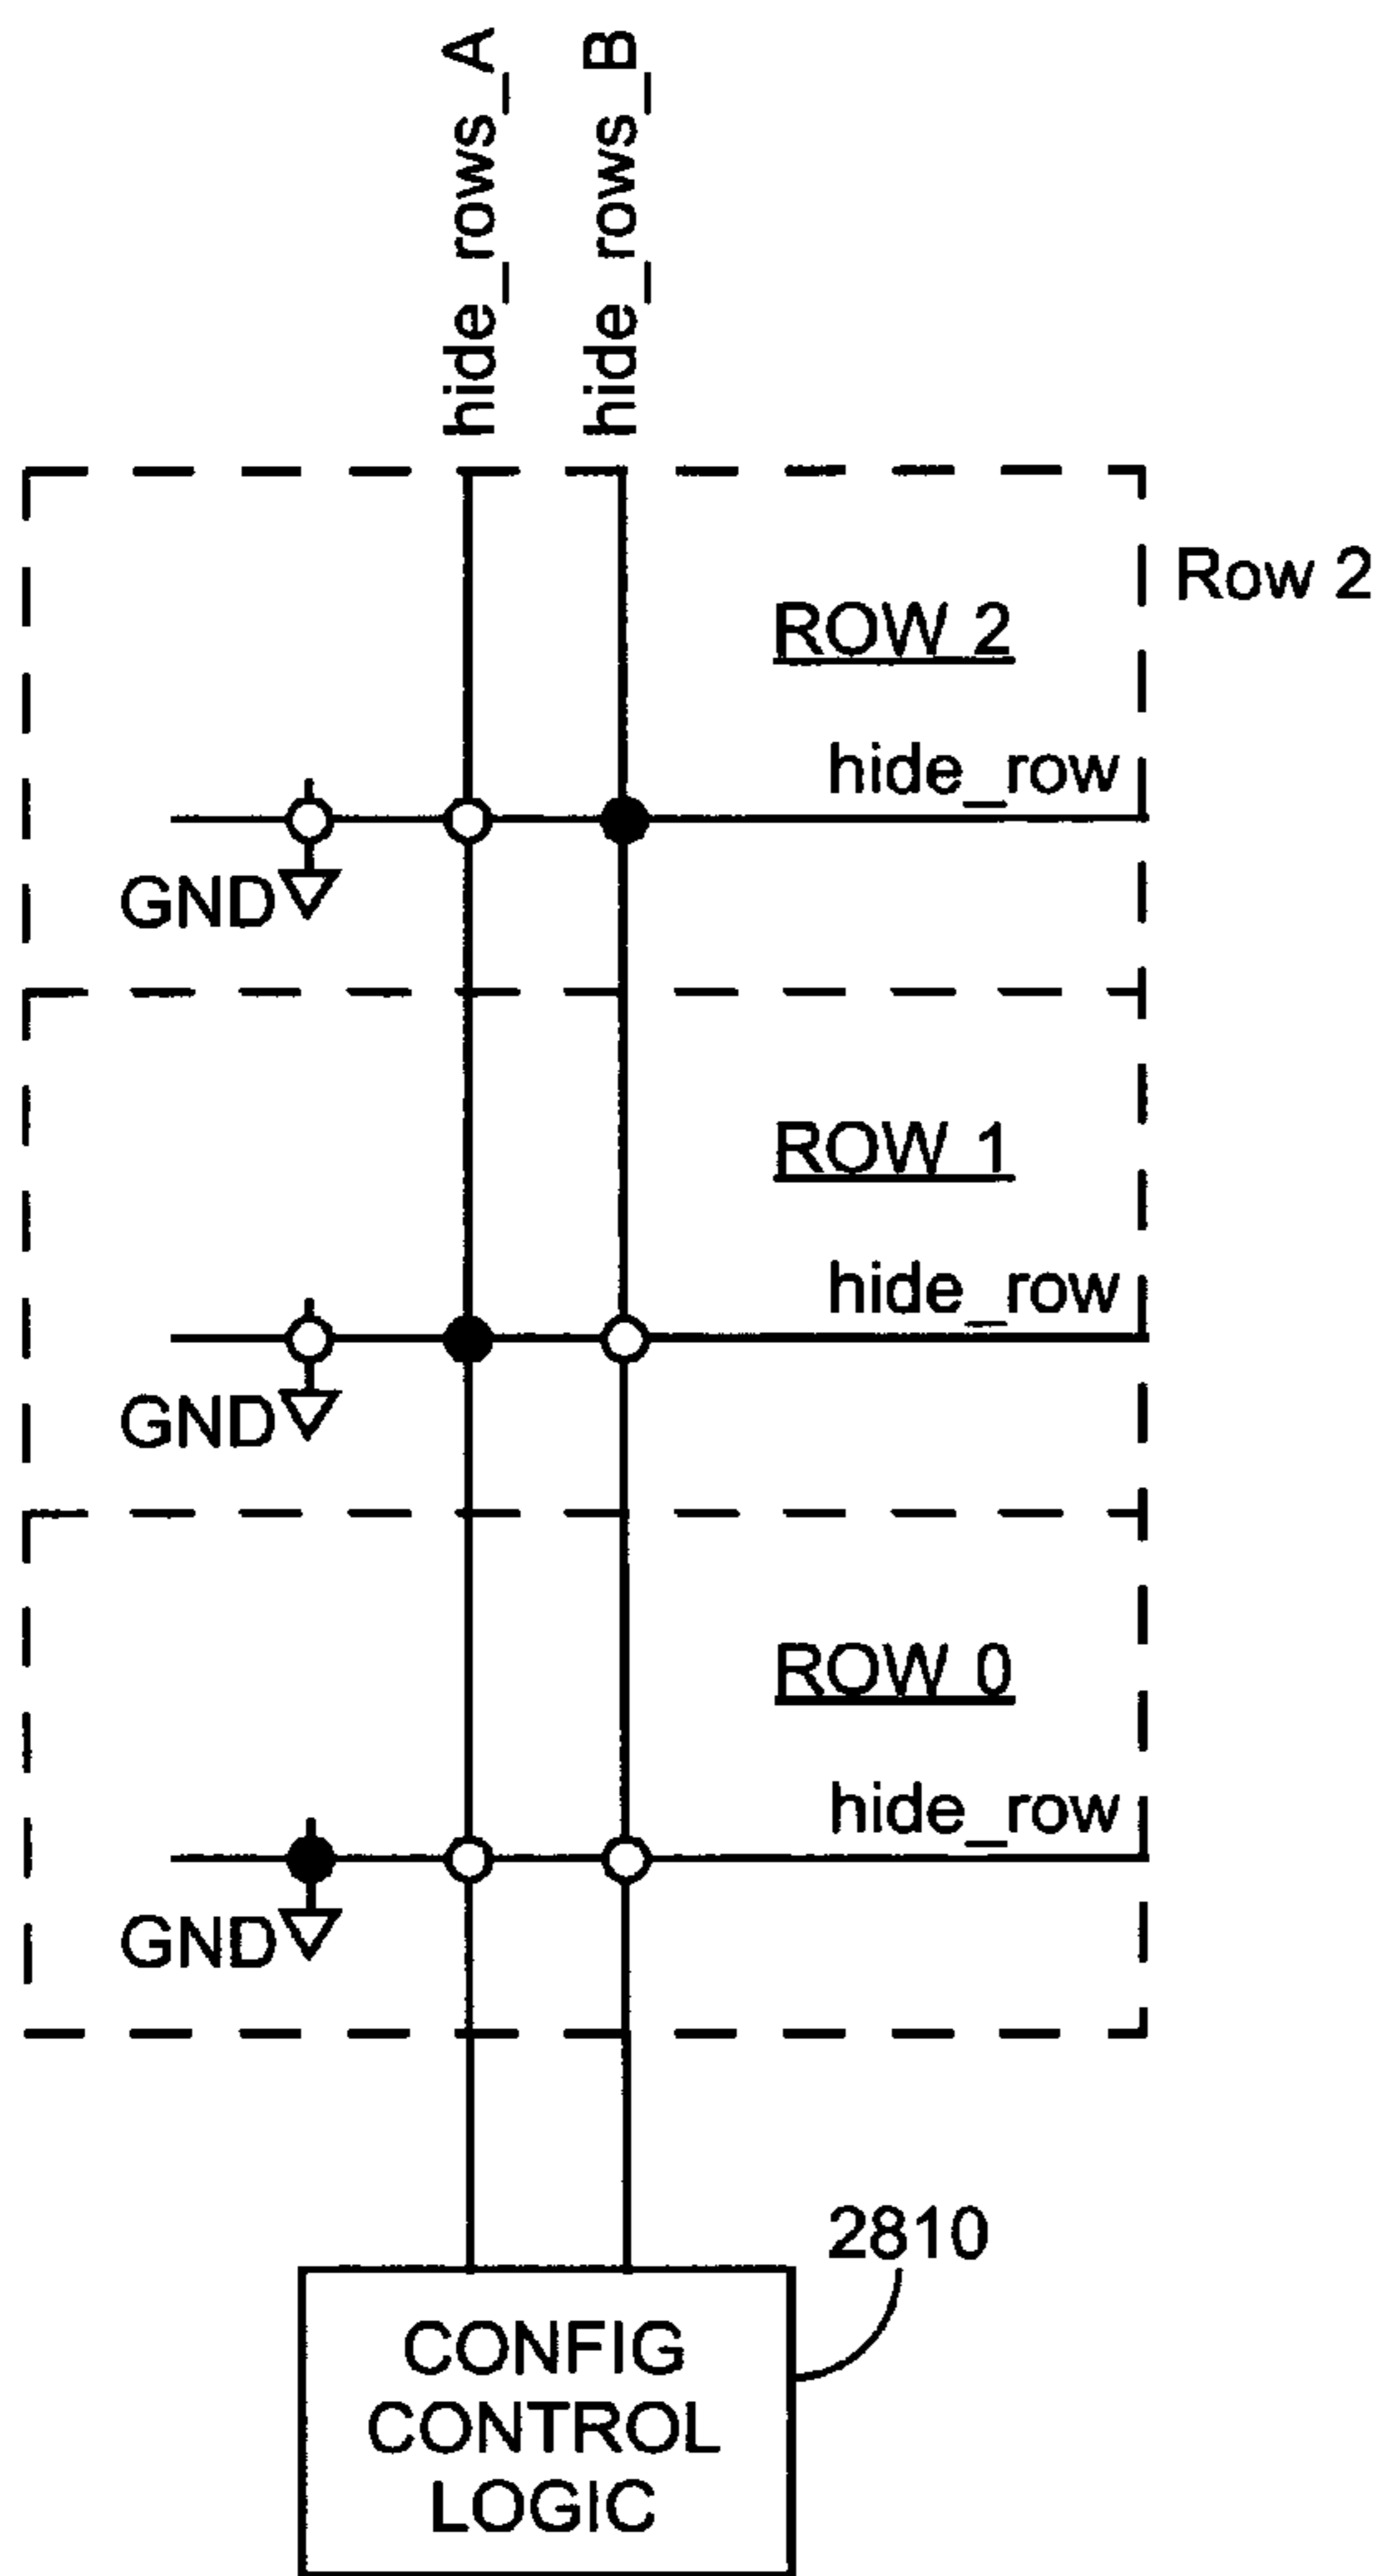 hide_rows_A
hide_rows_B
Row 2
ROW 2
hide_row
GND
ROW 1
hide_row
GND
ROW 0
hide_row
GND
2810
CONFIG
CONTROL
LOGIC